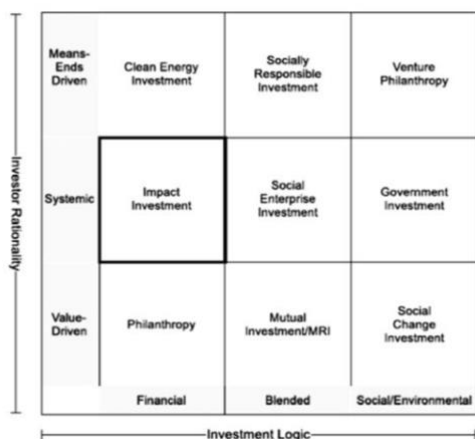 Investor Rationality
Means-
Ends
Driven
Clean Energy
Investment
Socially
Responsible
Investment
Venture
Philanthropy
Systemic
Impact
Investment
Social
Enterprise
Investment
Government
Investment
Value-
Driven
Philanthropy
Mutual
Investment/MRI
Social
Change
Investment
Financial
Blended
Social/Environmental
Investment Logic